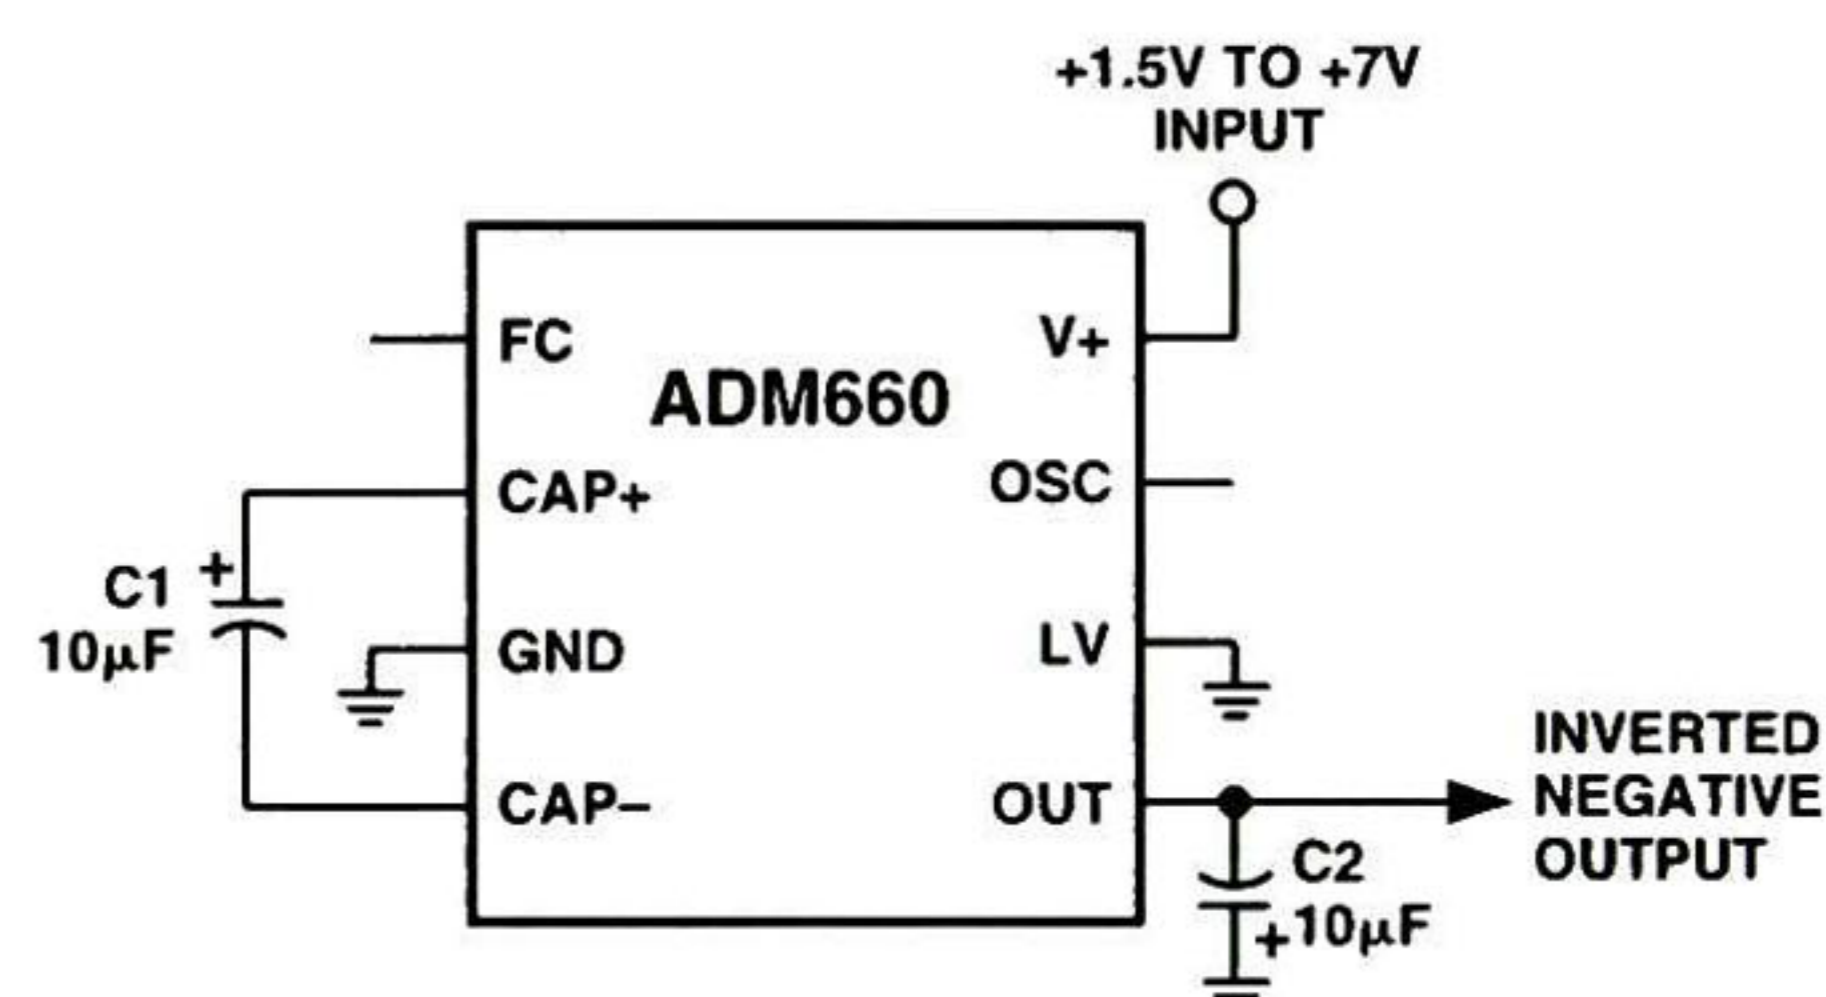 +1.5V TO +7V
INPUT
FC
V+
ADM660
CAP+
OSC
C1
+
10µF
GND
LV
CAP–
OUT
INVERTED
NEGATIVE
OUTPUT
C2
+10µF